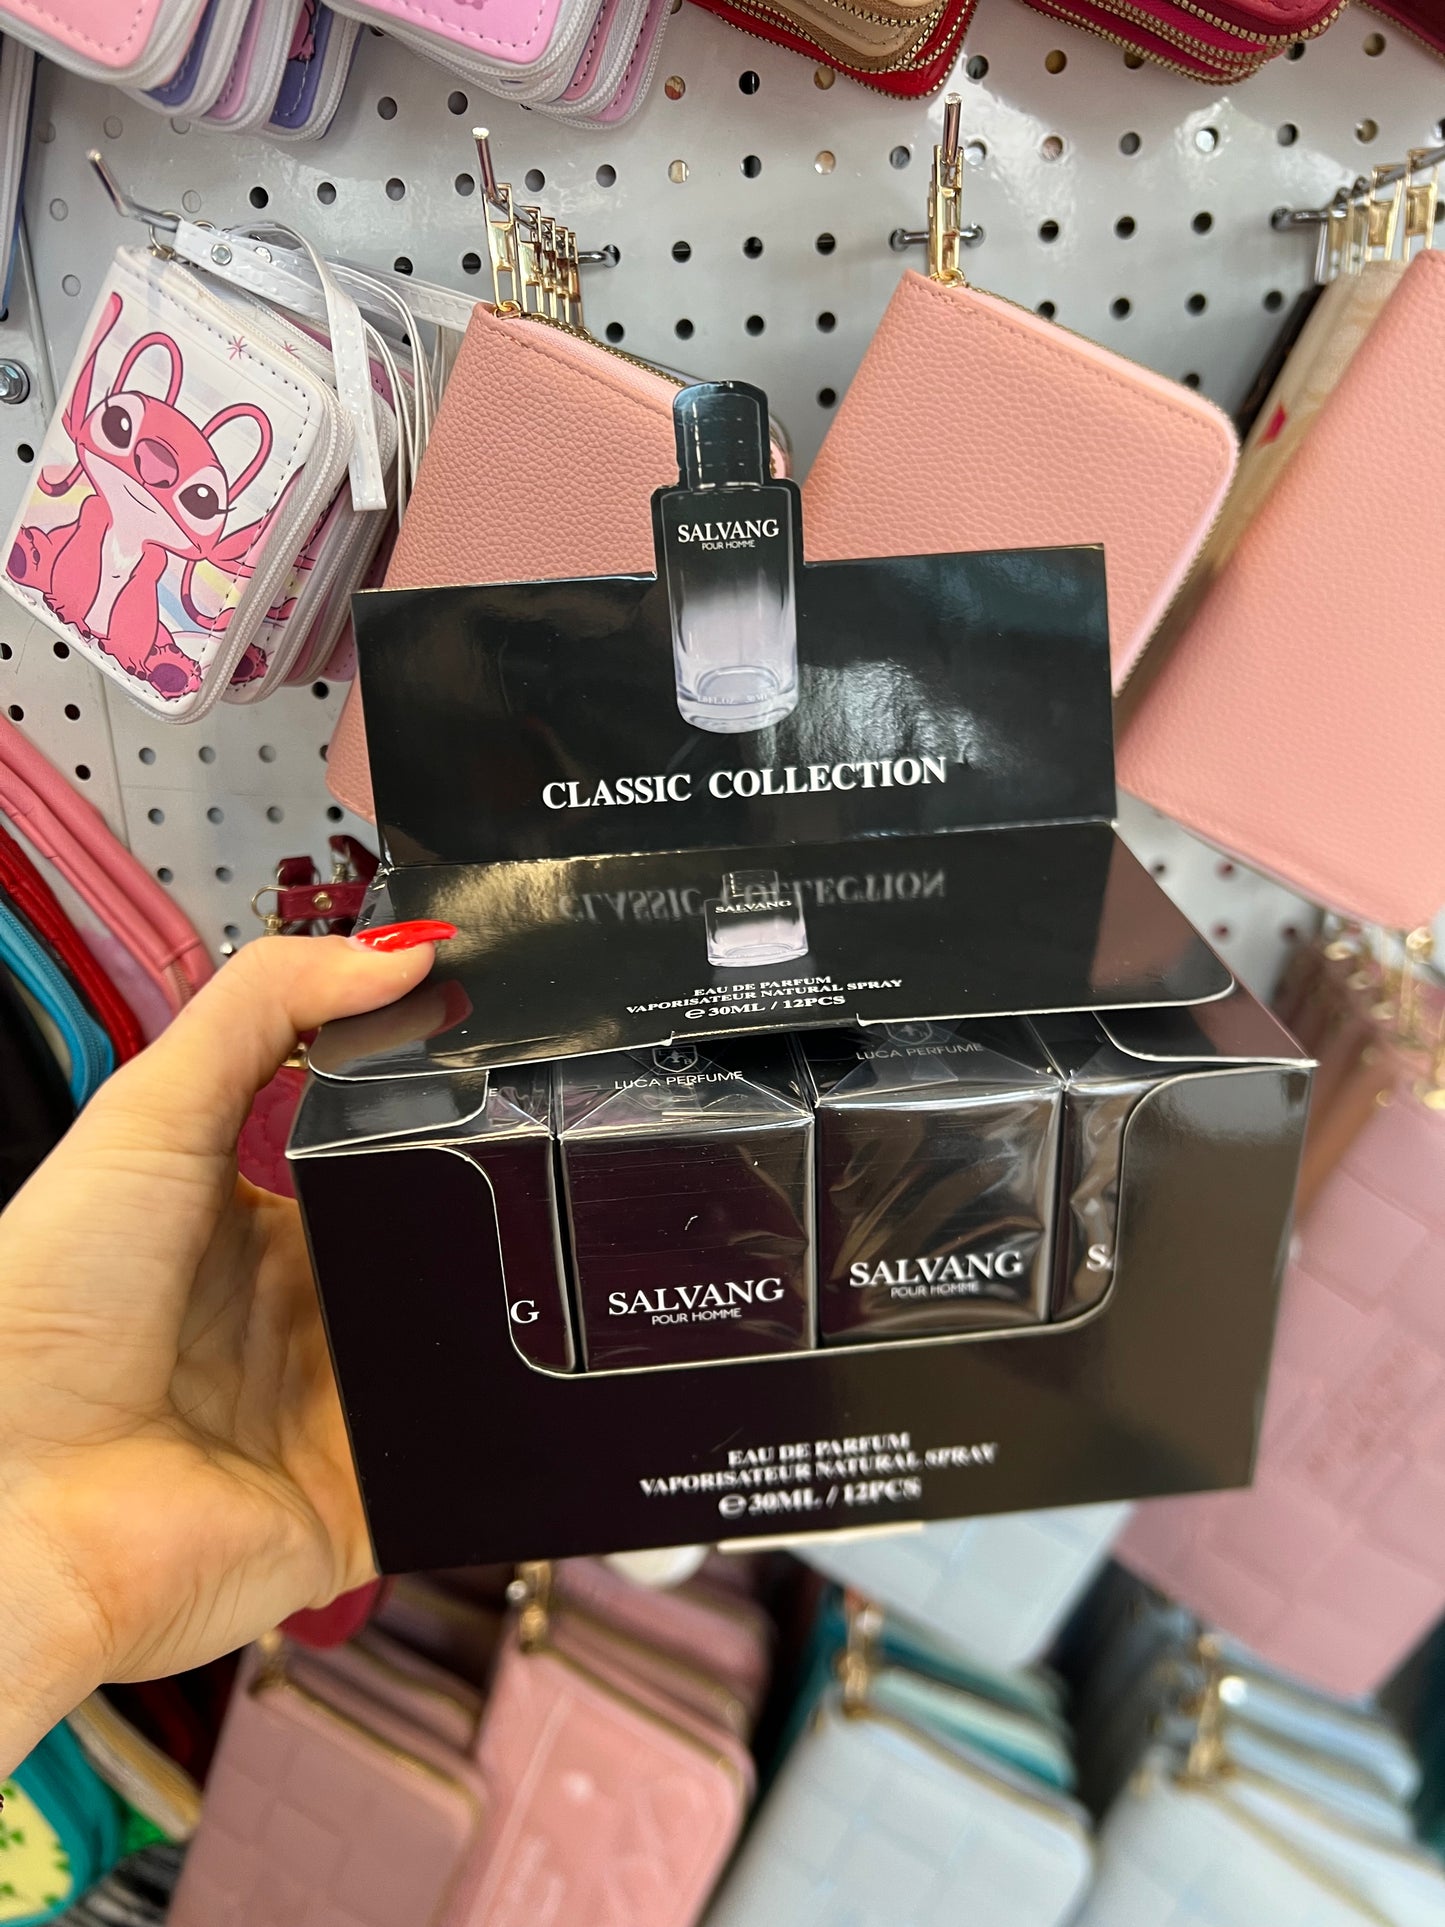 SALVANG
POUR HOMME
CLASSIC COLLECTION
CLASSIC COLLECTION
SALVANG
EAU DE PARFUM
VAPORISATEUR NATURAL SPRAY
℮ 30ML / 12PCS
LUCA PERFUME
LUCA PERFUME
E
G
SALVANG
POUR HOMME
SALVANG
POUR HOMME
SA
EAU DE PARFUM
VAPORISATEUR NATURAL SPRAY
℮ 30ML / 12PCS